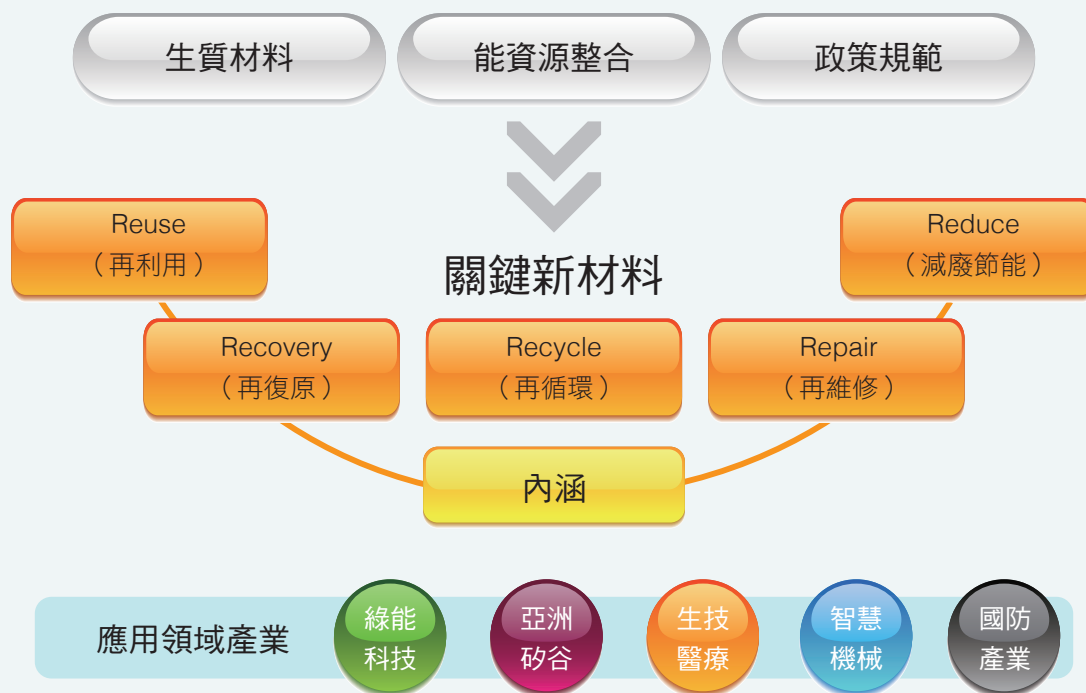 生質材料
能資源整合
政策規範
Reuse
（再利用）
Reduce
（減廢節能）
關鍵新材料
Recovery
（再復原）
Recycle
（再循環）
Repair
（再維修）
內涵
應用領域產業
綠能
科技
亞洲
矽谷
生技
醫療
智慧
機械
國防
產業